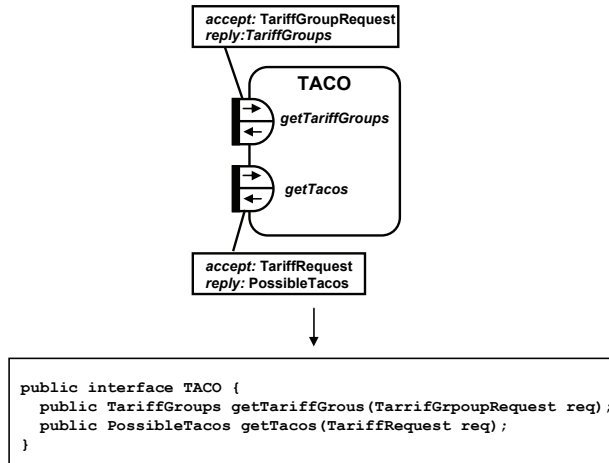 accept: TariffGroupRequest
reply:TariffGroups
TACO
getTariffGroups
getTacos
accept: TariffRequest
reply: PossibleTacos
public interface TACO {
public TariffGroups getTariffGrous(TarrifGrpoupRequest req);
public PossibleTacos getTacos(TariffRequest req);
}